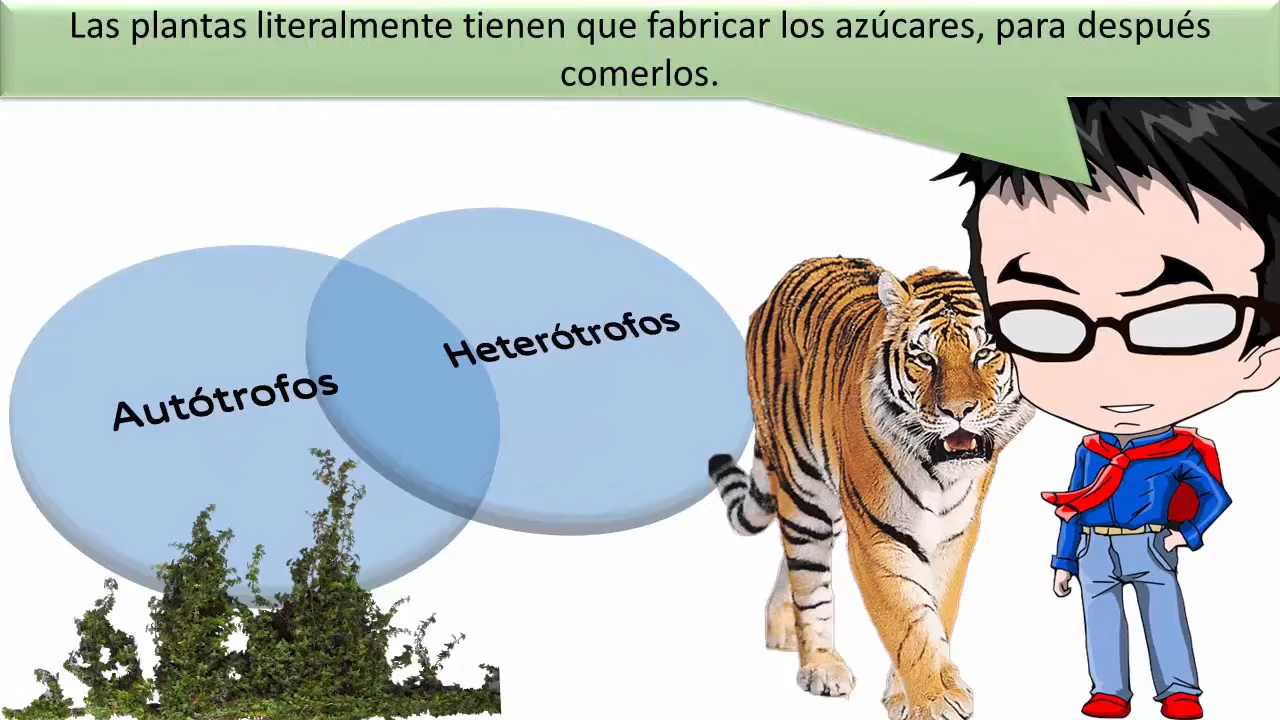 Las plantas literalmente tienen que fabricar los azúcares, para después
comerlos.
Heterótrofos
Autótrofos